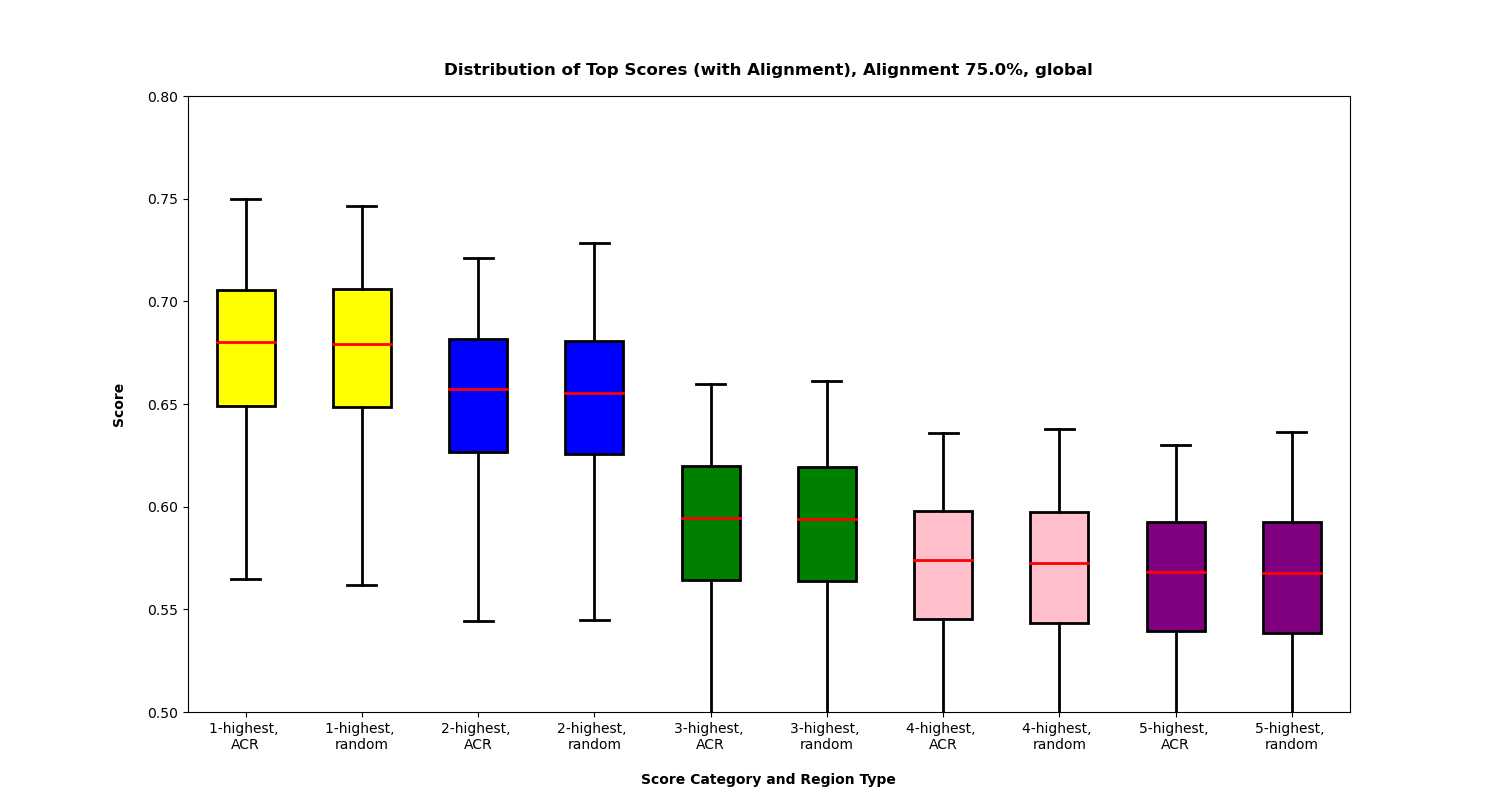 Distribution of Top Scores (with Alignment), Alignment 75.0%, global
0.80
0.75
0.70
0.65
0.60
0.55
0.50
Score
1-highest, ACR
1-highest, random
2-highest, ACR
2-highest, random
3-highest, ACR
3-highest, random
4-highest, ACR
4-highest, random
5-highest, ACR
5-highest, random
Score Category and Region Type